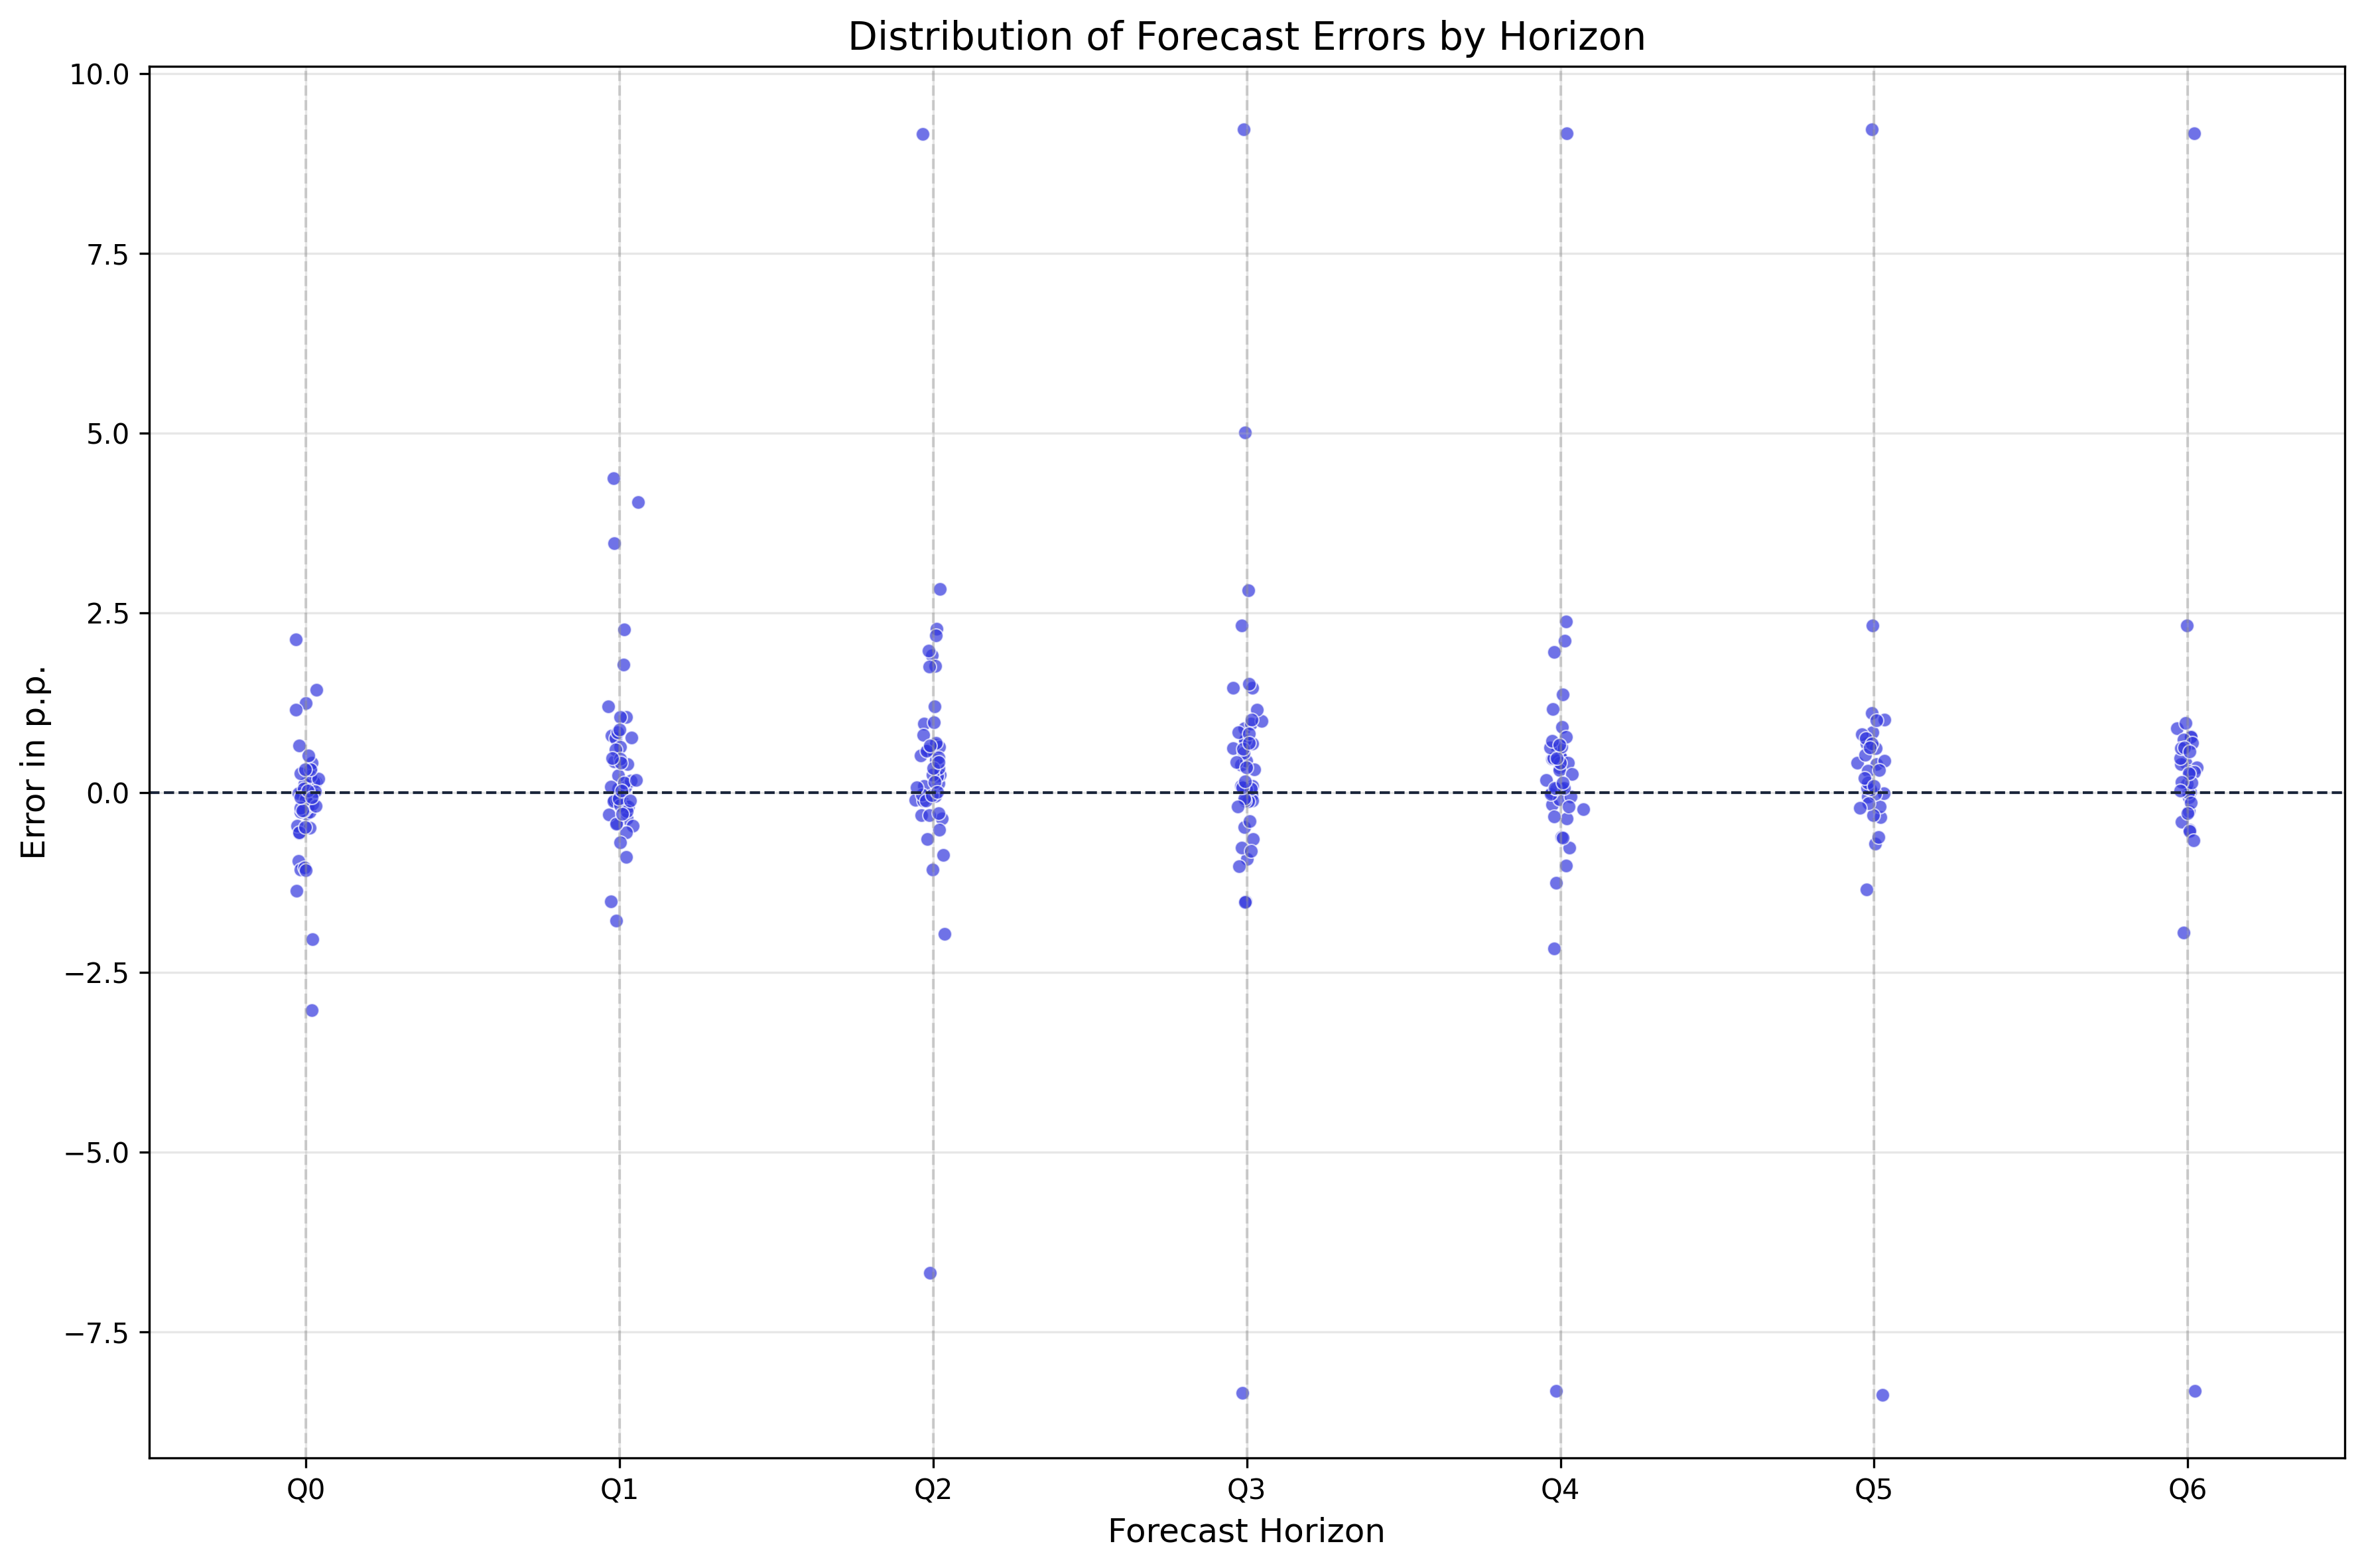 Distribution of Forecast Errors by Horizon
10.0
7.5
5.0
2.5
0.0
−2.5
−5.0
−7.5
Error in p.p.
Q0 Q1 Q2 Q3 Q4 Q5 Q6
Forecast Horizon